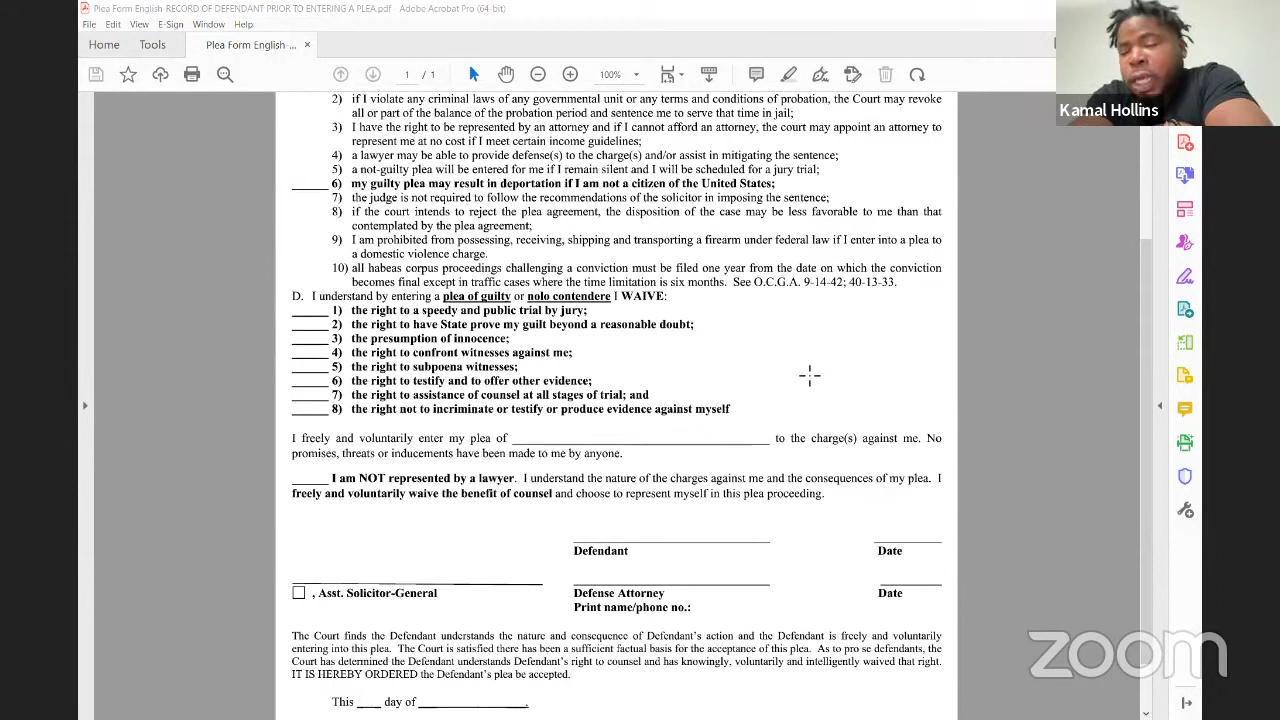 Plea Form English-RECORD OF DEFENDANT PRIOR TO ENTERING A PLEA.pdf - Adobe Acrobat Pro (64-bit)
File Edit View E-Sign Window Help
Home Tools Plea Form English-... ×
1 / 1 100%
Kamal Hollins
2) if I violate any criminal laws of any governmental unit or any terms and conditions of probation, the Court may revoke
all or part of the balance of the probation period and sentence me to serve that time in jail;
3) I have the right to be represented by an attorney and if I cannot afford an attorney, the court may appoint an attorney to
represent me at no cost if I meet certain income guidelines;
4) a lawyer may be able to provide defense(s) to the charge(s) and/or assist in mitigating the sentence;
5) a not-guilty plea will be entered for me if I remain silent and I will be scheduled for a jury trial;
______ 6) my guilty plea may result in deportation if I am not a citizen of the United States;
7) the judge is not required to follow the recommendations of the solicitor in imposing the sentence;
8) if the court intends to reject the plea agreement, the disposition of the case may be less favorable to me than that
contemplated by the plea agreement;
9) I am prohibited from possessing, receiving, shipping and transporting a firearm under federal law if I enter into a plea to
a domestic violence charge.
10) all habeas corpus proceedings challenging a conviction must be filed one year from the date on which the conviction
becomes final except in traffic cases where the time limitation is six months. See O.C.G.A. 9-14-42; 40-13-33.
D. I understand by entering a plea of guilty or nolo contendere I WAIVE:
______ 1) the right to a speedy and public trial by jury;
______ 2) the right to have State prove my guilt beyond a reasonable doubt;
______ 3) the presumption of innocence;
______ 4) the right to confront witnesses against me;
______ 5) the right to subpoena witnesses;
______ 6) the right to testify and to offer other evidence;
______ 7) the right to assistance of counsel at all stages of trial; and
______ 8) the right not to incriminate or testify or produce evidence against myself
I freely and voluntarily enter my plea of ______________________________ to the charge(s) against me. No
promises, threats or inducements have been made to me by anyone.
______ I am NOT represented by a lawyer. I understand the nature of the charges against me and the consequences of my plea. I
freely and voluntarily waive the benefit of counsel and choose to represent myself in this plea proceeding.
Defendant Date
☐ , Asst. Solicitor-General Defense Attorney Date
Print name/phone no.:
The Court finds the Defendant understands the nature and consequence of Defendant's action and the Defendant is freely and voluntarily
entering into this plea. The Court is satisfied there has been a sufficient factual basis for the acceptance of this plea. As to pro se defendants, the
Court has determined the Defendant understands Defendant's right to counsel and has knowingly, voluntarily and intelligently waived that right.
IT IS HEREBY ORDERED the Defendant's plea be accepted.
This ____ day of __________________.
zoom